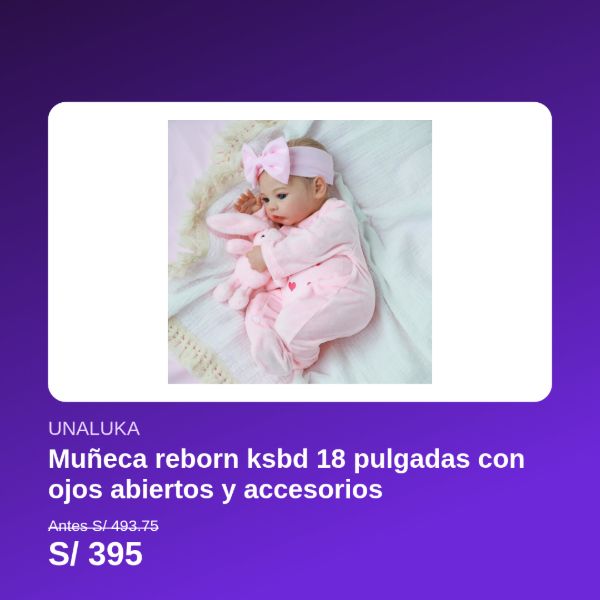 UNALUKA
Muñeca reborn ksbd 18 pulgadas con
ojos abiertos y accesorios
Antes S/ 493.75
S/ 395